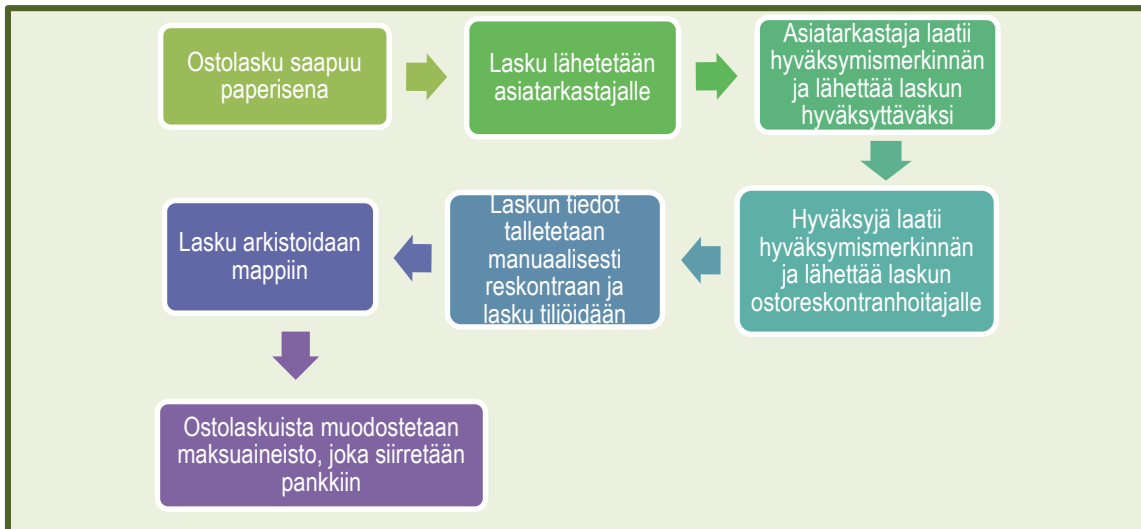 Ostolasku saapuu
paperisena
Lasku lähetetään
asiatarkastajalle
Asiatarkastaja laatii
hyväksymismerkinnän
ja lähettää laskun
hyväksyttäväksi
Hyväksyjä laatii
hyväksymismerkinnän
ja lähettää laskun
ostoreskontranhoitajalle
Laskun tiedot
talletetaan
manuaalisesti
reskontraan ja
lasku tiliöidään
Lasku arkistoidaan
mappiin
Ostolaskuista muodostetaan
maksuaineisto, joka siirretään
pankkiin